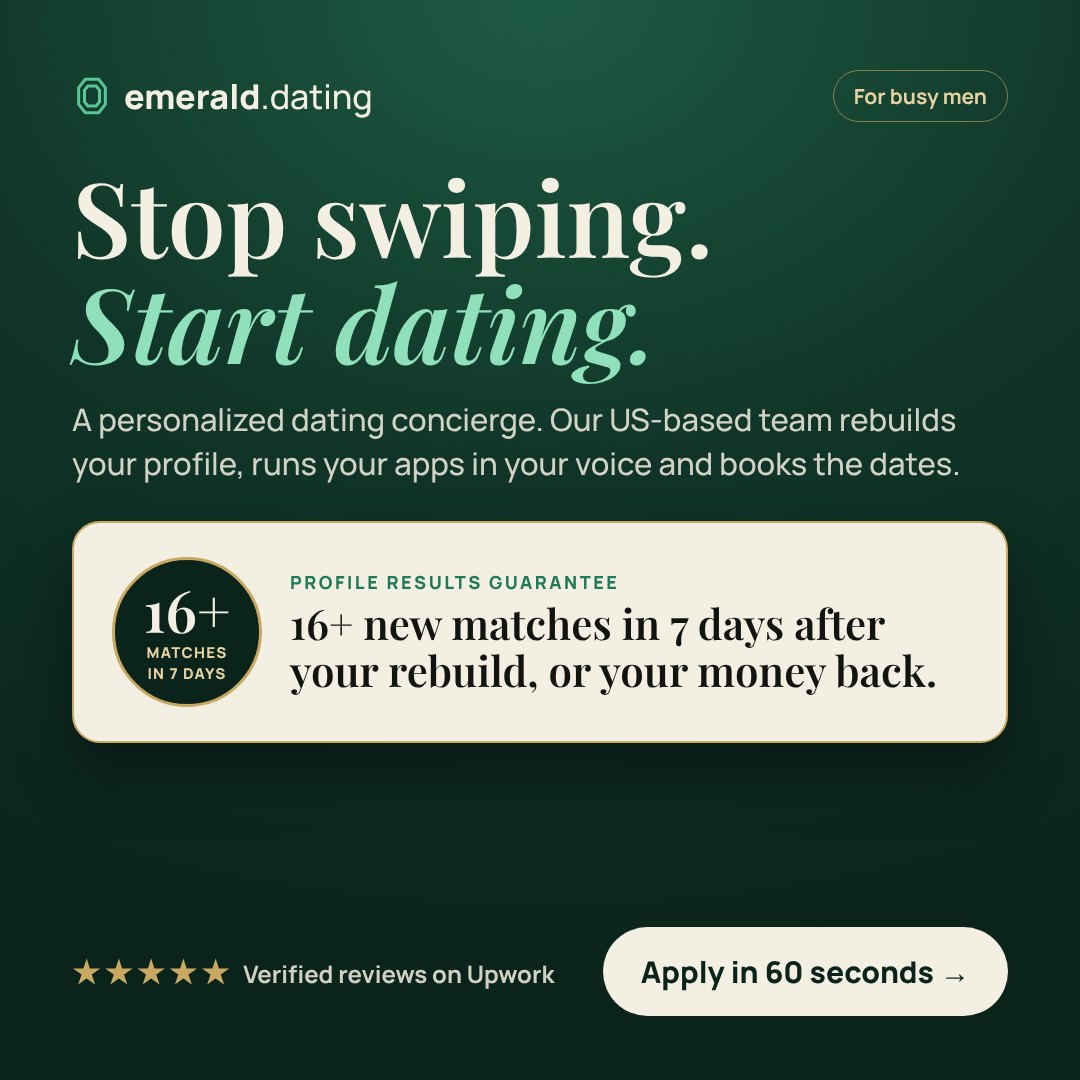 emerald.dating
For busy men
Stop swiping.
Start dating.
A personalized dating concierge. Our US-based team rebuilds
your profile, runs your apps in your voice and books the dates.
16+
MATCHES
IN 7 DAYS
PROFILE RESULTS GUARANTEE
16+ new matches in 7 days after
your rebuild, or your money back.
★★★★★ Verified reviews on Upwork
Apply in 60 seconds →